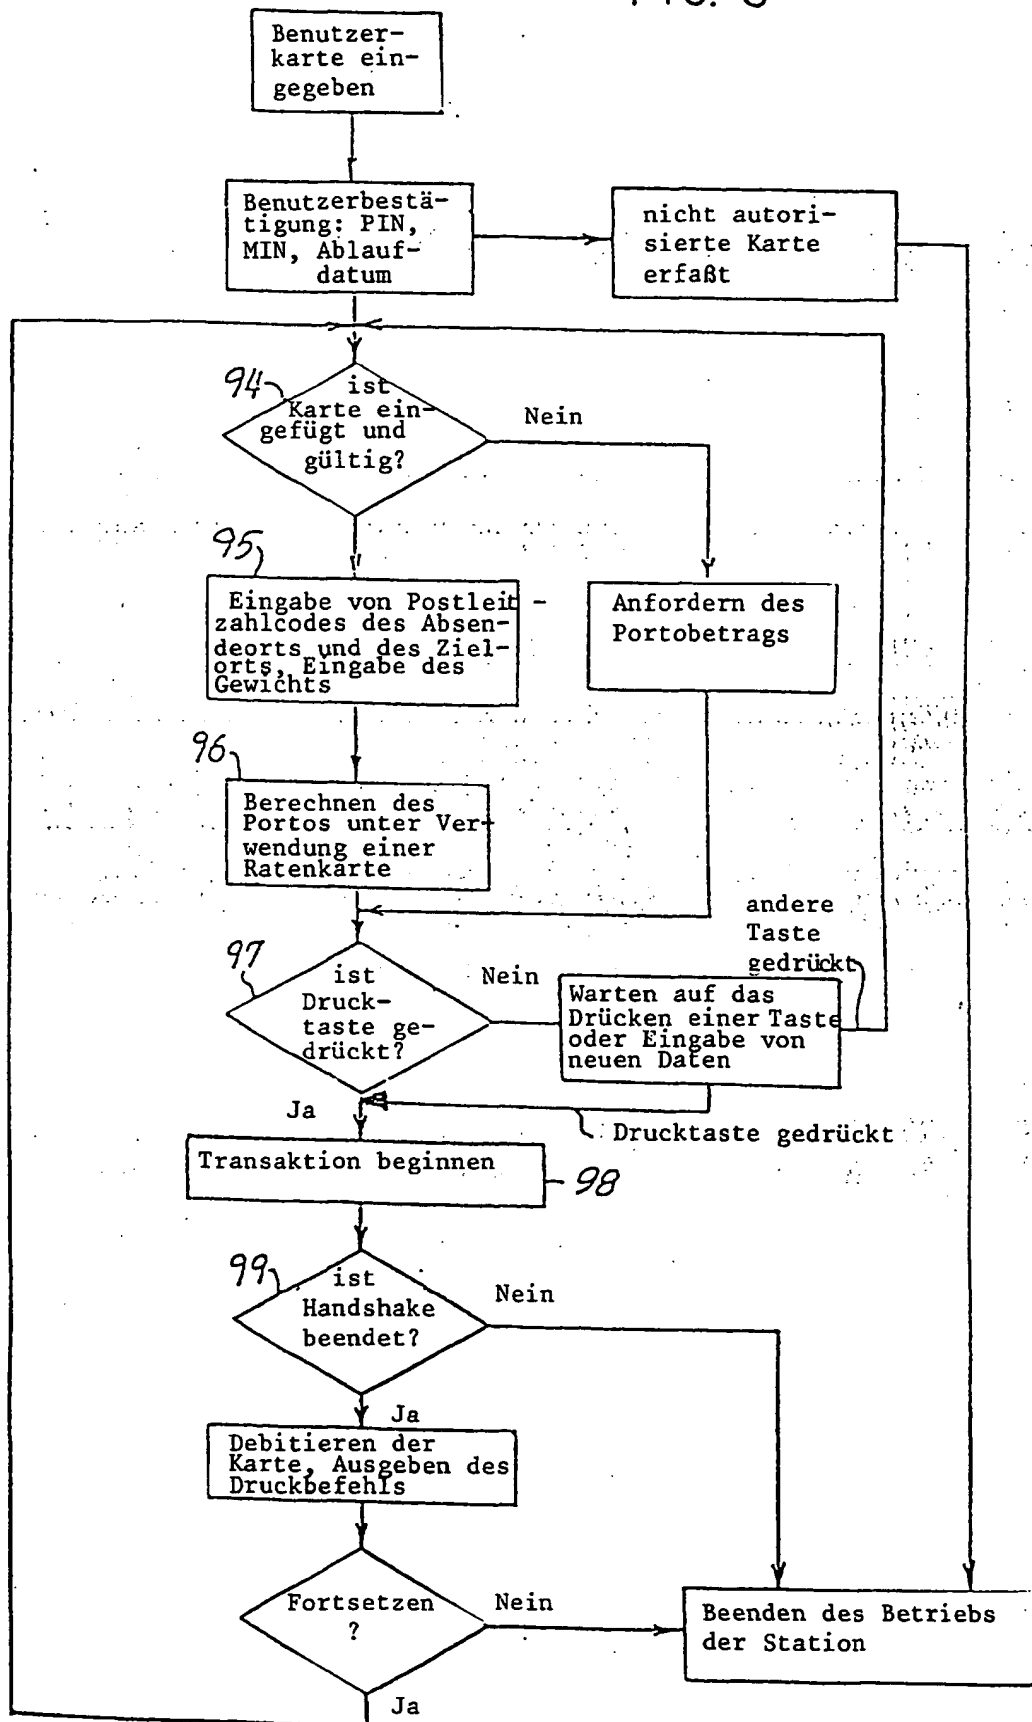 Benutzer-
karte ein-
gegeben
Benutzerbestä-
tigung: PIN,
MIN, Ablauf-
datum
nicht autori-
sierte Karte
erfaßt
94
ist
Karte ein-
gefügt und
gültig?
Nein
95
Eingabe von Postleit-
zahlcodes des Absen-
deorts und des Ziel-
orts, Eingabe des
Gewichts
Anfordern des
Portobetrags
96
Berechnen des
Portos unter Ver-
wendung einer
Ratenkarte
andere
Taste
gedrückt
97
ist
Druck-
taste ge-
drückt?
Nein
Warten auf das
Drücken einer Taste
oder Eingabe von
neuen Daten
Ja
Drucktaste gedrückt
Transaktion beginnen
98
99
ist
Handshake
beendet?
Nein
Ja
Debitieren der
Karte, Ausgeben des
Druckbefehls
Fortsetzen
?
Nein
Beenden des Betriebs
der Station
Ja